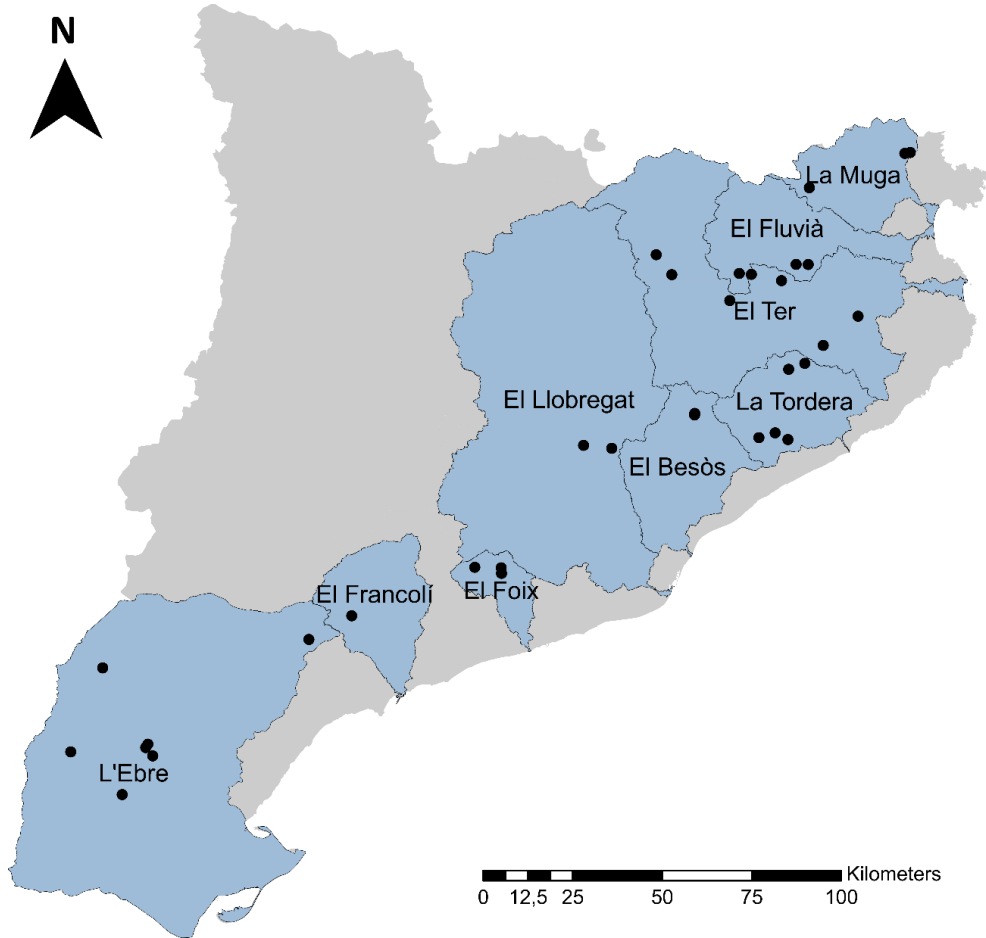 N
La Muga
El Fluvià
El Ter
El Llobregat
La Tordera
El Besòs
El Francolí
El Foix
L'Ebre
Kilometers
0 12,5 25 50 75 100